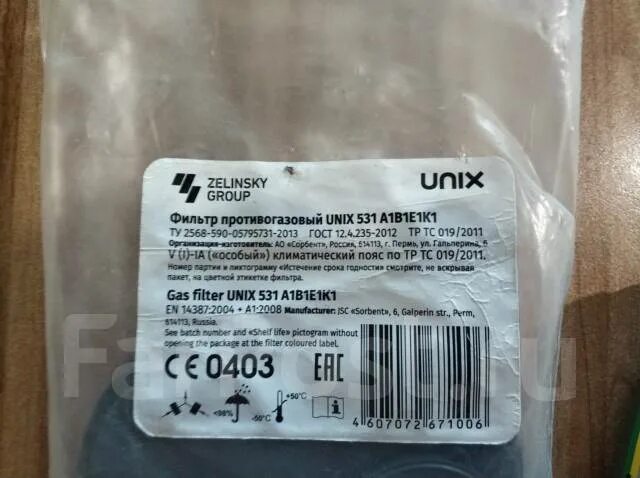 ZELINSKY
GROUP
UNIX
Фильтр противогазовый UNIX 531 A1B1E1K1
ТУ 2568-590-05795731-2013 ГОСТ 12.4.235-2012 ТР ТС 019/2011
Организация-изготовитель: АО «Сорбент», Россия, 614113, г. Пермь, ул. Гальперина, 6
V (I)-IA («особый») климатический пояс по ТР ТС 019/2011.
Номер партии и пиктограмму «Истечение срока годности» смотрите, не вскрывая
пакет, на цветной этикетке фильтра.
Gas filter UNIX 531 A1B1E1K1
EN 14387:2004 + A1:2008 Manufacturer: JSC «Sorbent», 6, Galperin str., Perm,
614113, Russia.
See batch number and «Shelf life» pictogram without
opening the package at the filter coloured label.
CE 0403 EAC
<98% -50°C +50°C i
4 607072 671006